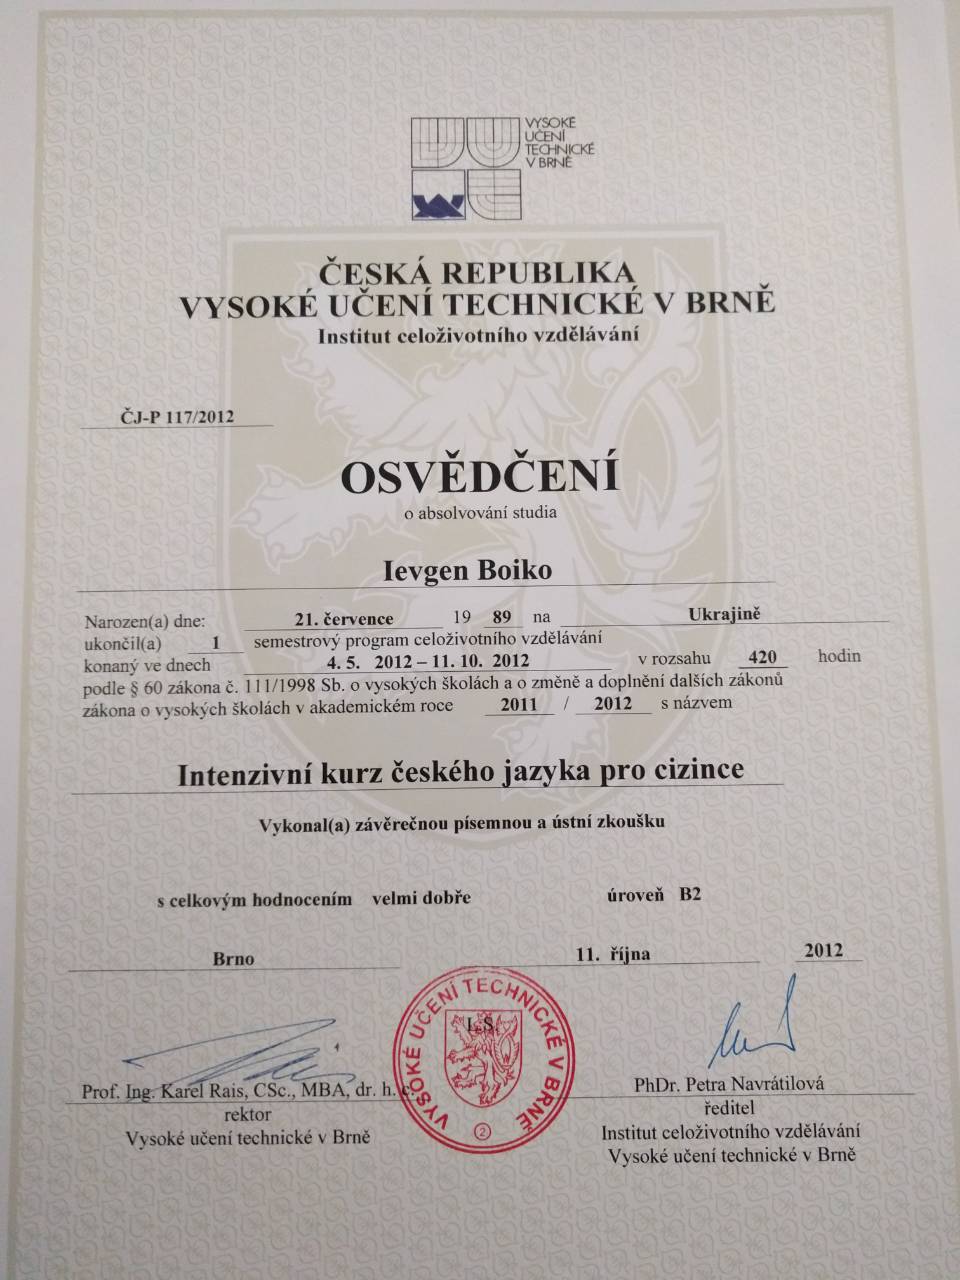 VYSOKÉ
UČENÍ
TECHNICKÉ
V BRNĚ
ČESKÁ REPUBLIKA
VYSOKÉ UČENÍ TECHNICKÉ V BRNĚ
Institut celoživotního vzdělávání
ČJ-P 117/2012
OSVĚDČENÍ
o absolvování studia
Ievgen Boiko
Narozen(a) dne: 21. července 19 89 na Ukrajině
ukončil(a) 1 semestrový program celoživotního vzdělávání
konaný ve dnech 4. 5. 2012 – 11. 10. 2012 v rozsahu 420 hodin
podle § 60 zákona č. 111/1998 Sb. o vysokých školách a o změně a doplnění dalších zákonů
zákona o vysokých školách v akademickém roce 2011 / 2012 s názvem
Intenzivní kurz českého jazyka pro cizince
Vykonal(a) závěrečnou písemnou a ústní zkoušku
s celkovým hodnocením velmi dobře úroveň B2
Brno 11. října 2012
VYSOKÉ UČENÍ TECHNICKÉ V BRNĚ
L.S.
2
Prof. Ing. Karel Rais, CSc., MBA, dr. h. c.
rektor
Vysoké učení technické v Brně
PhDr. Petra Navrátilová
ředitel
Institut celoživotního vzdělávání
Vysoké učení technické v Brně